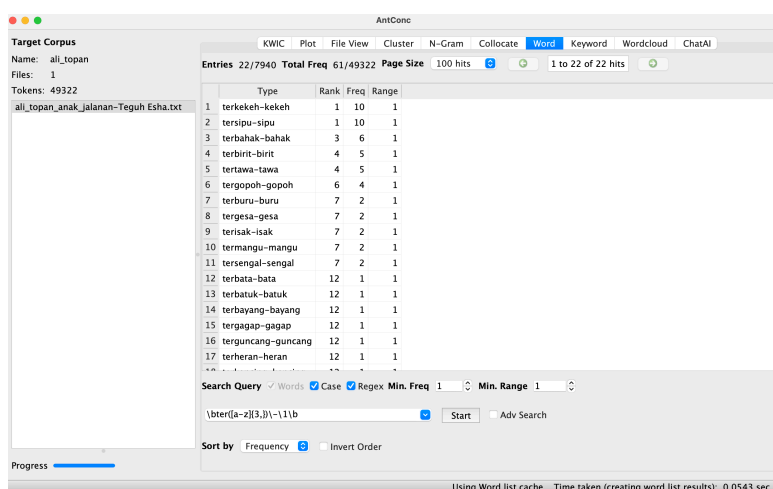 AntConc
Target Corpus
Name: ali_topan
Files: 1
Tokens: 49322
ali_topan_anak_jalanan-Teguh Esha.txt
Progress
KWIC Plot File View Cluster N-Gram Collocate Word Keyword Wordcloud ChatAI
Entries 22/7940 Total Freq 61/49322 Page Size 100 hits 1 to 22 of 22 hits
Type Rank Freq Range
1 terkekeh-kekeh 1 10 1
2 tersipu-sipu 1 10 1
3 terbahak-bahak 3 6 1
4 terbirit-birit 4 5 1
5 tertawa-tawa 4 5 1
6 tergopoh-gopoh 6 4 1
7 terburu-buru 7 2 1
8 tergesa-gesa 7 2 1
9 terisak-isak 7 2 1
10 termangu-mangu 7 2 1
11 tersengal-sengal 7 2 1
12 terbata-bata 12 1 1
13 terbatuk-batuk 12 1 1
14 terbayang-bayang 12 1 1
15 tergagap-gagap 12 1 1
16 terguncang-guncang 12 1 1
17 terheran-heran 12 1 1
Search Query Words Case Regex Min. Freq 1 Min. Range 1
\bter([a-z]{3,})\-\1\b Start Adv Search
Sort by Frequency Invert Order
Using Word list cache Time taken (creating word list results): 0.0543 sec